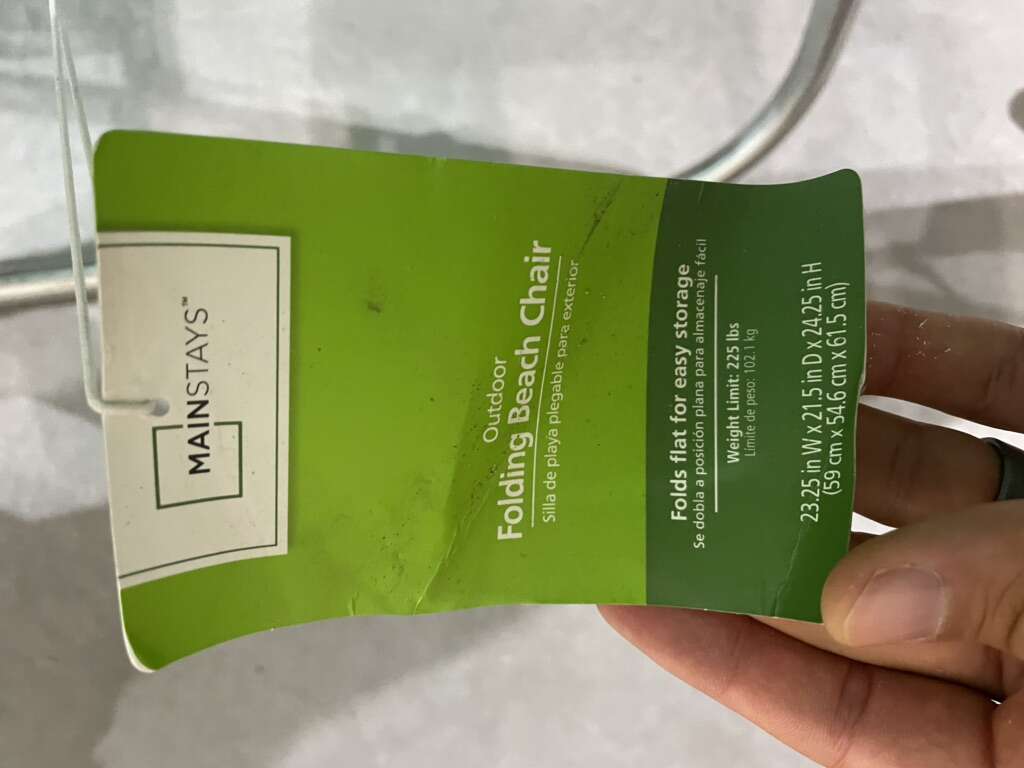 MAINSTAYS™
Outdoor
Folding Beach Chair
Silla de playa plegable para exterior
Folds flat for easy storage
Se dobla a posición plana para almacenaje fácil
Weight Limit: 225 lbs
Límite de peso: 102.1 kg
23.25 in W x 21.5 in D x 24.25 in H
(59 cm x 54.6 cm x 61.5 cm)